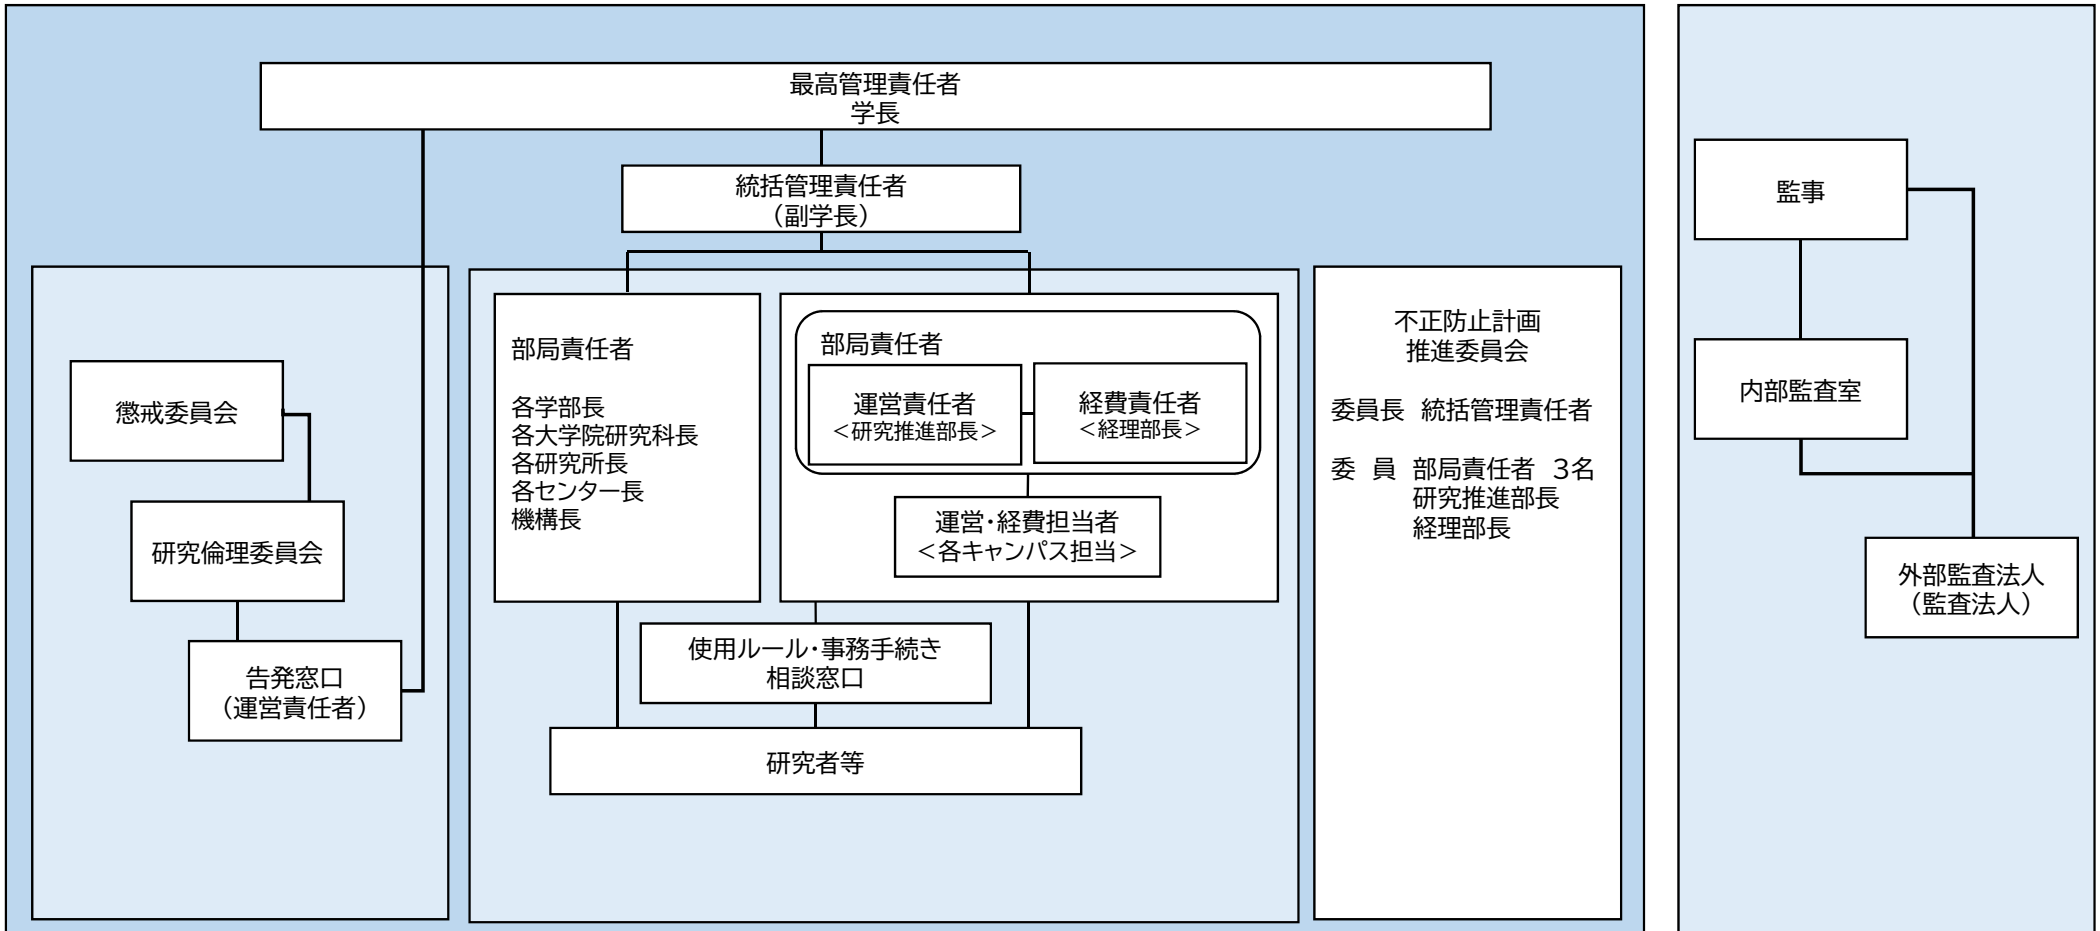 最高管理責任者
学長
統括管理責任者
（副学長）
懲戒委員会
研究倫理委員会
告発窓口
（運営責任者）
部局責任者
各学部長
各大学院研究科長
各研究所長
各センター長
機構長
部局責任者
運営責任者
＜研究推進部長＞
経費責任者
＜経理部長＞
運営・経費担当者
＜各キャンパス担当＞
使用ルール・事務手続き
相談窓口
研究者等
不正防止計画
推進委員会
委員長 統括管理責任者
委 員 部局責任者 3名
研究推進部長
経理部長
監事
内部監査室
外部監査法人
（監査法人）